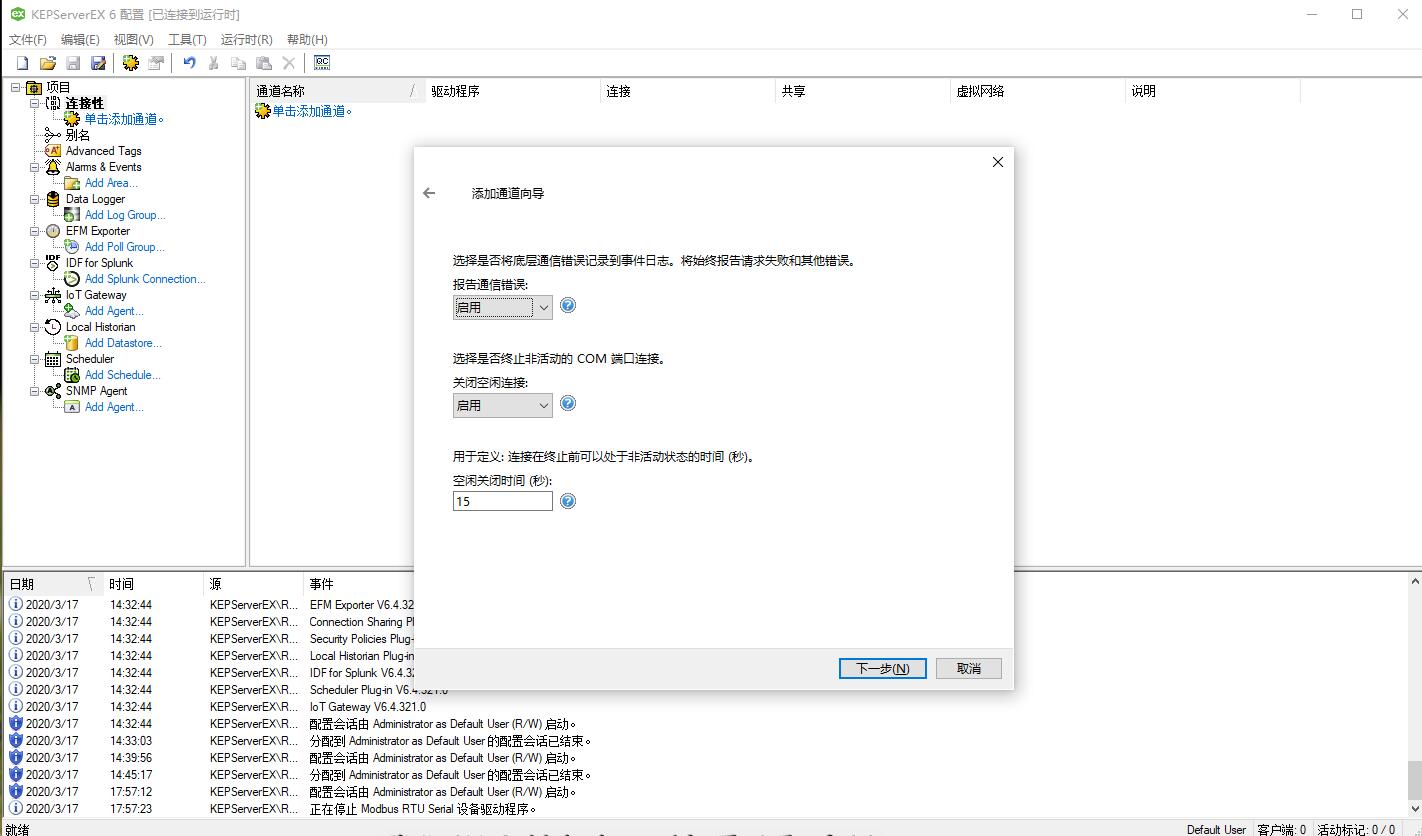 KEPServerEX 6 配置 [已连接到运行时]
文件(F) 编辑(E) 视图(V) 工具(T) 运行时(R) 帮助(H)
项目
连接性
单击添加通道。
别名
Advanced Tags
Alarms & Events
Add Area...
Data Logger
Add Log Group...
EFM Exporter
Add Poll Group...
IDF for Splunk
Add Splunk Connection...
IoT Gateway
Add Agent...
Local Historian
Add Datastore...
Scheduler
Add Schedule...
SNMP Agent
Add Agent...
通道名称 驱动程序 连接 共享 虚拟网络 说明
单击添加通道。
添加通道向导
选择是否将底层通信错误记录到事件日志。将始终报告请求失败和其他错误。
报告通信错误:
启用
选择是否终止非活动的 COM 端口连接。
关闭空闲连接:
启用
用于定义: 连接在终止前可以处于非活动状态的时间 (秒)。
空闲关闭时间 (秒):
15
下一步(N) 取消
日期 时间 源 事件
2020/3/17 14:32:44 KEPServerEX\R... EFM Exporter V6.4.32
2020/3/17 14:32:44 KEPServerEX\R... Connection Sharing Pl
2020/3/17 14:32:44 KEPServerEX\R... Security Policies Plug-
2020/3/17 14:32:44 KEPServerEX\R... Local Historian Plug-in
2020/3/17 14:32:44 KEPServerEX\R... IDF for Splunk V6.4.32
2020/3/17 14:32:44 KEPServerEX\R... Scheduler Plug-in V6.4.321.0
2020/3/17 14:32:44 KEPServerEX\R... IoT Gateway V6.4.321.0
2020/3/17 14:32:44 KEPServerEX\R... 配置会话由 Administrator as Default User (R/W) 启动。
2020/3/17 14:33:03 KEPServerEX\R... 分配到 Administrator as Default User 的配置会话已结束。
2020/3/17 14:39:56 KEPServerEX\R... 配置会话由 Administrator as Default User (R/W) 启动。
2020/3/17 14:45:17 KEPServerEX\R... 分配到 Administrator as Default User 的配置会话已结束。
2020/3/17 17:57:12 KEPServerEX\R... 配置会话由 Administrator as Default User (R/W) 启动。
2020/3/17 17:57:23 KEPServerEX\R... 正在停止 Modbus RTU Serial 设备驱动程序。
就绪 Default User 客户端: 0 活动标记: 0 / 0